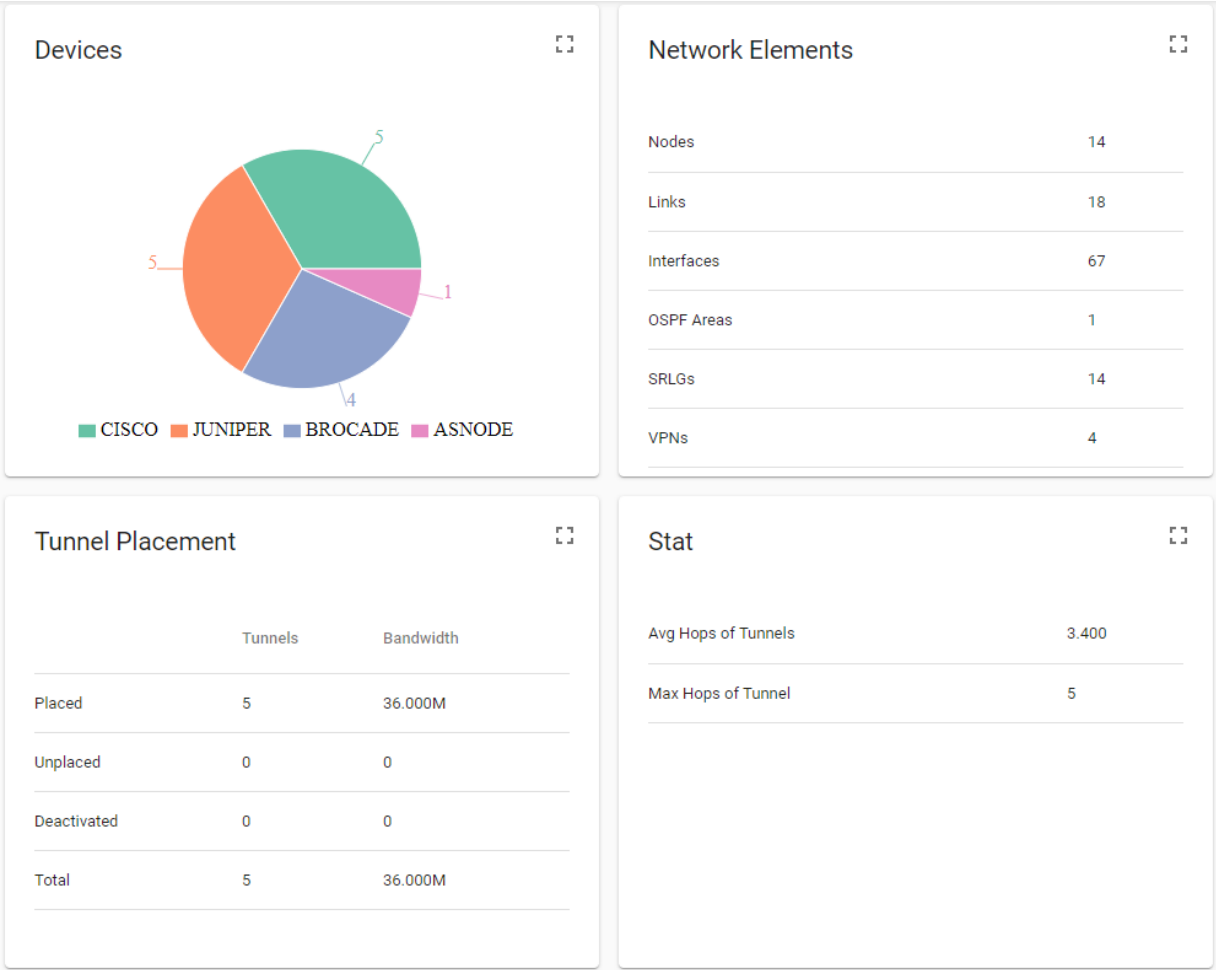 Devices
5
5
1
4
CISCO JUNIPER BROCADE ASNODE
Network Elements
Nodes 14
Links 18
Interfaces 67
OSPF Areas 1
SRLGs 14
VPNs 4
Tunnel Placement
Tunnels Bandwidth
Placed 5 36.000M
Unplaced 0 0
Deactivated 0 0
Total 5 36.000M
Stat
Avg Hops of Tunnels 3.400
Max Hops of Tunnel 5